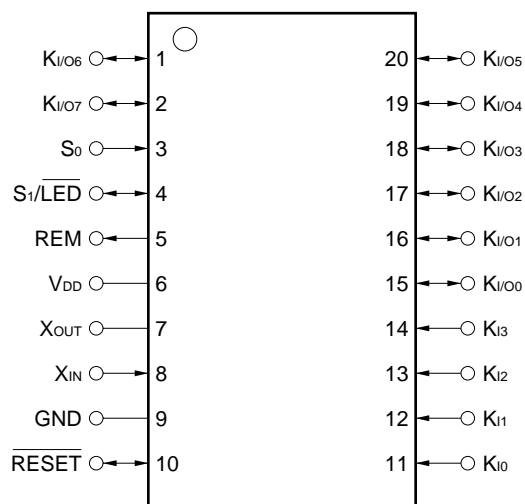 KI/O6 1 20 KI/O5
KI/O7 2 19 KI/O4
S0 3 18 KI/O3
S1/LED 4 17 KI/O2
REM 5 16 KI/O1
VDD 6 15 KI/O0
XOUT 7 14 KI3
XIN 8 13 KI2
GND 9 12 KI1
RESET 10 11 KI0